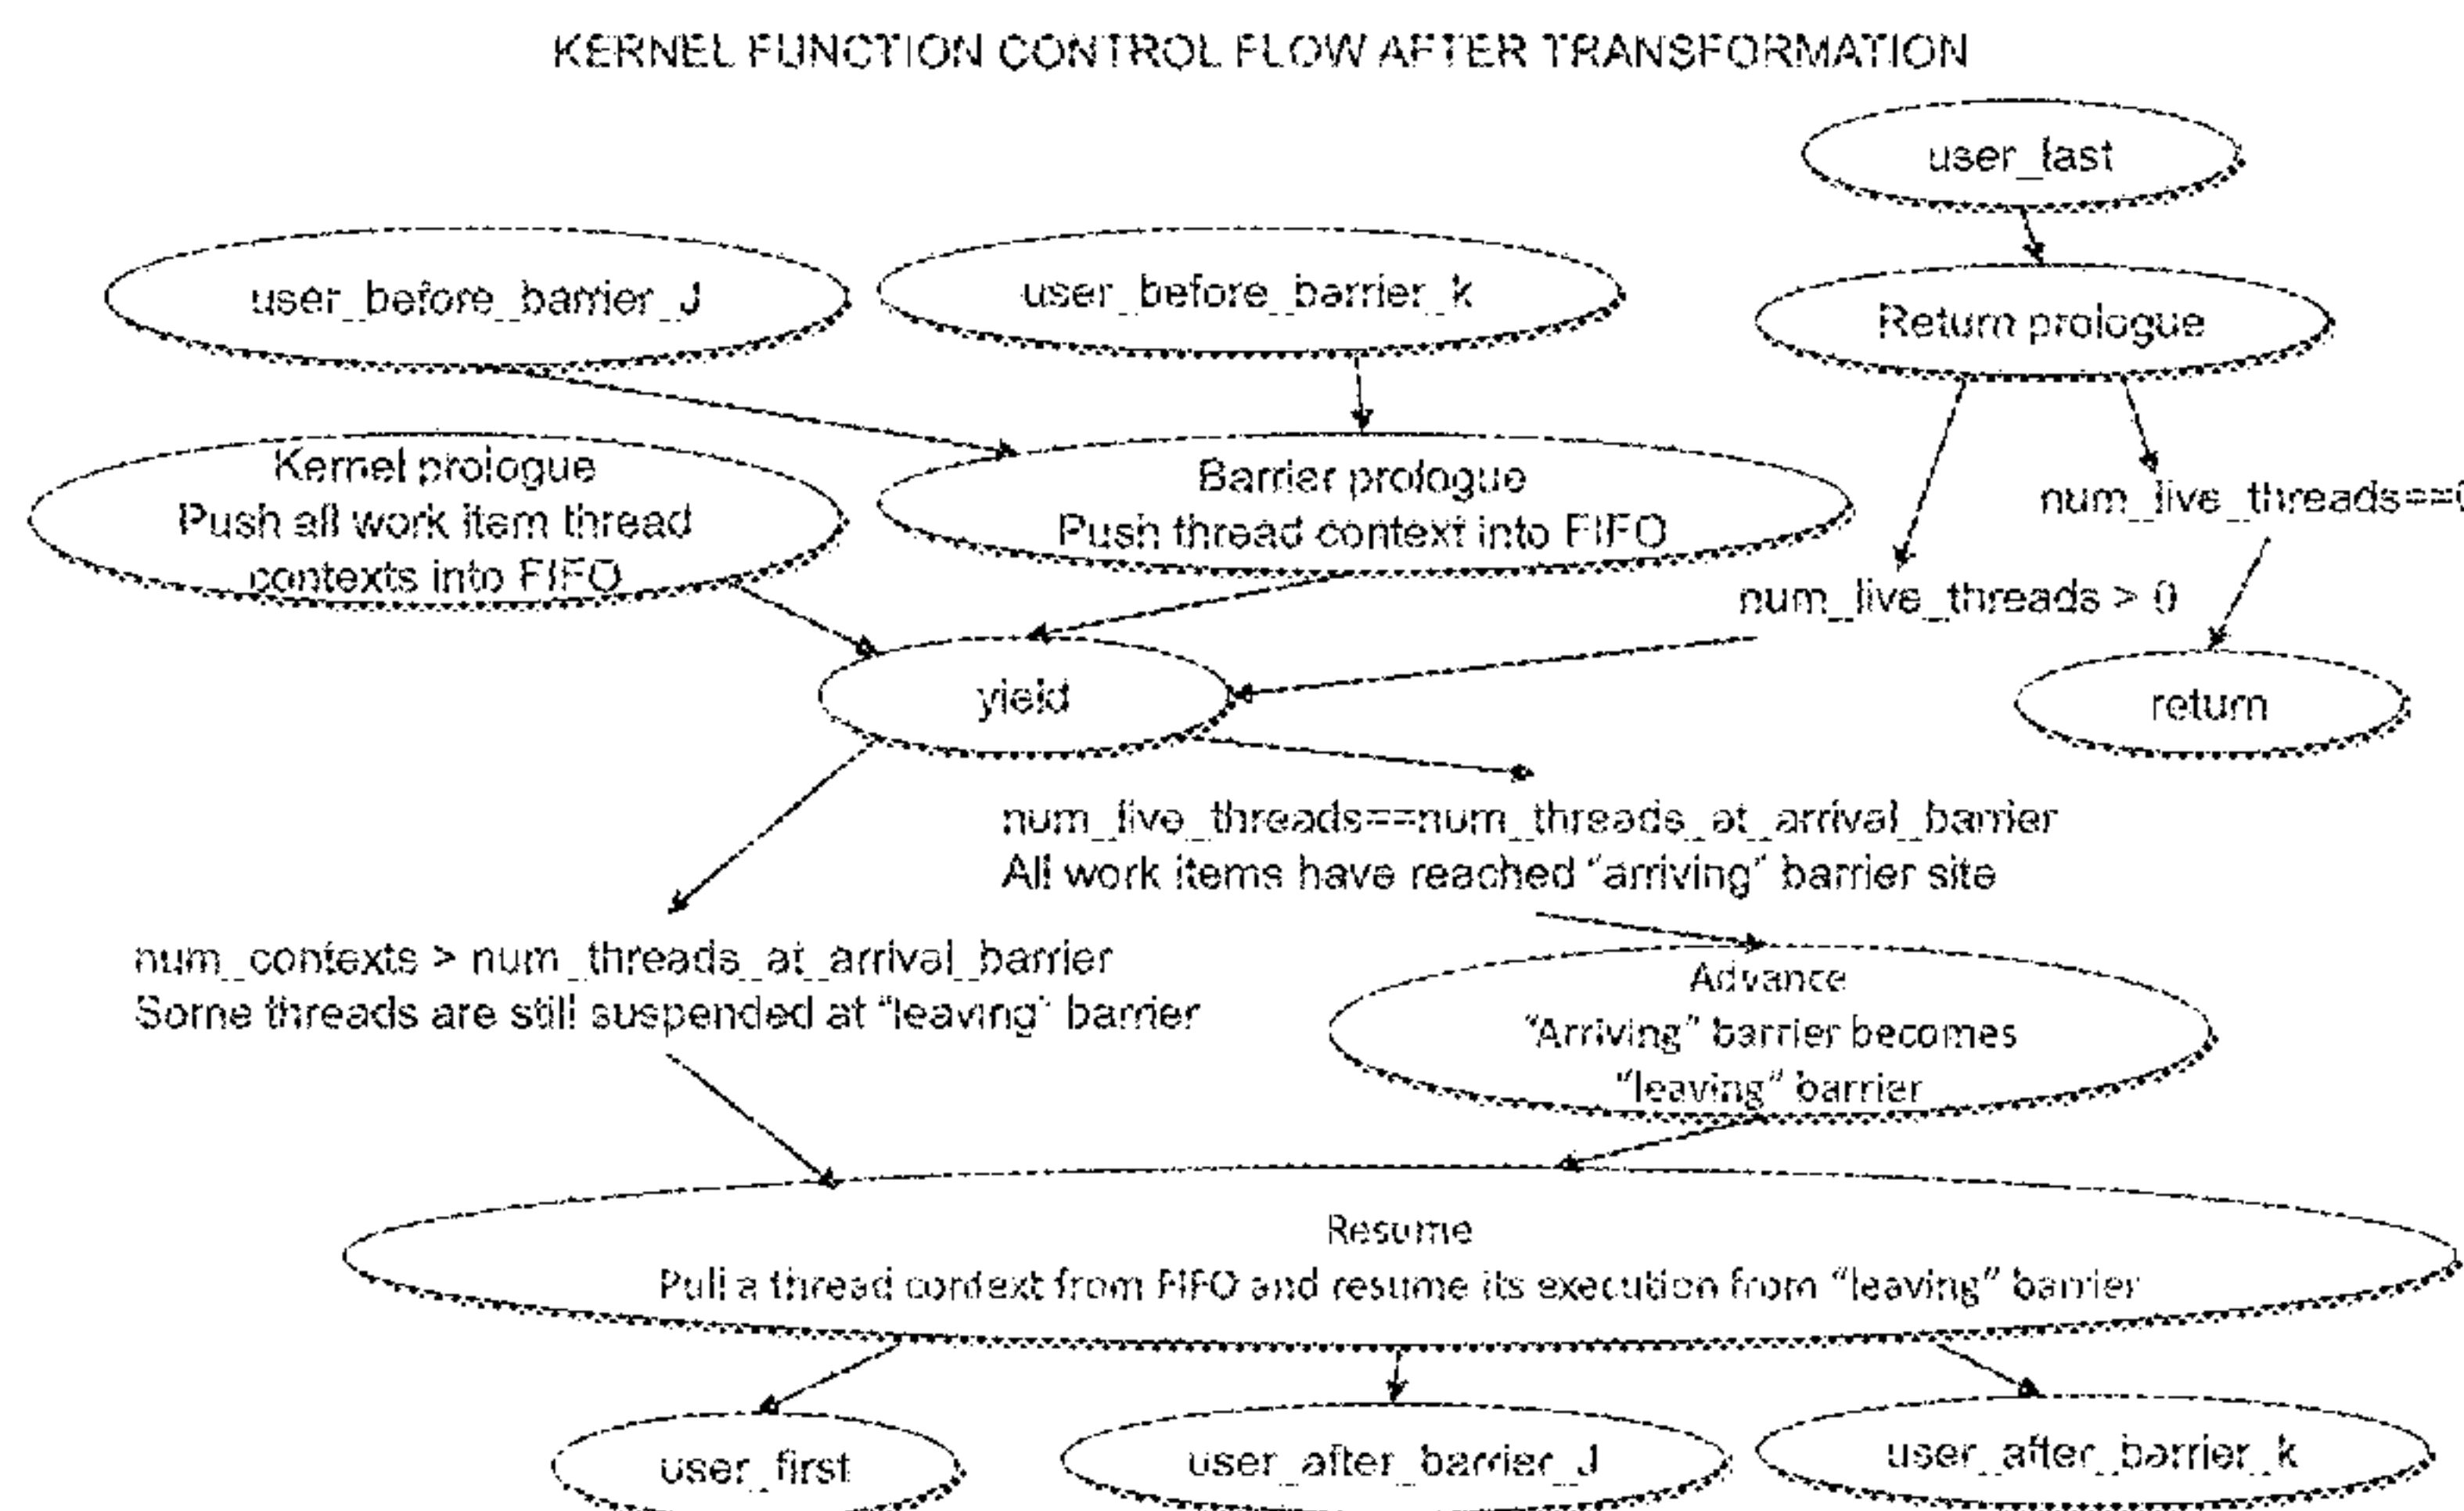 KERNEL FUNCTION CONTROL FLOW AFTER TRANSFORMATION
user_last
user_before_barrier_J
user_before_barrier_k
Return prologue
Kernel prologue
Push all work item thread
contexts into FIFO
Barrier prologue
Push thread context into FIFO
num_live_threads==0
num_live_threads > 0
yield
return
num_live_threads==num_threads_at_arrival_barrier
All work items have reached "arriving" barrier site
num_contexts > num_threads_at_arrival_barrier
Some threads are still suspended at "leaving" barrier
Advance
"Arriving" barrier becomes
"leaving" barrier
Resume
Pull a thread context from FIFO and resume its execution from "leaving" barrier
user_first
user_after_barrier_J
user_after_barrier_k